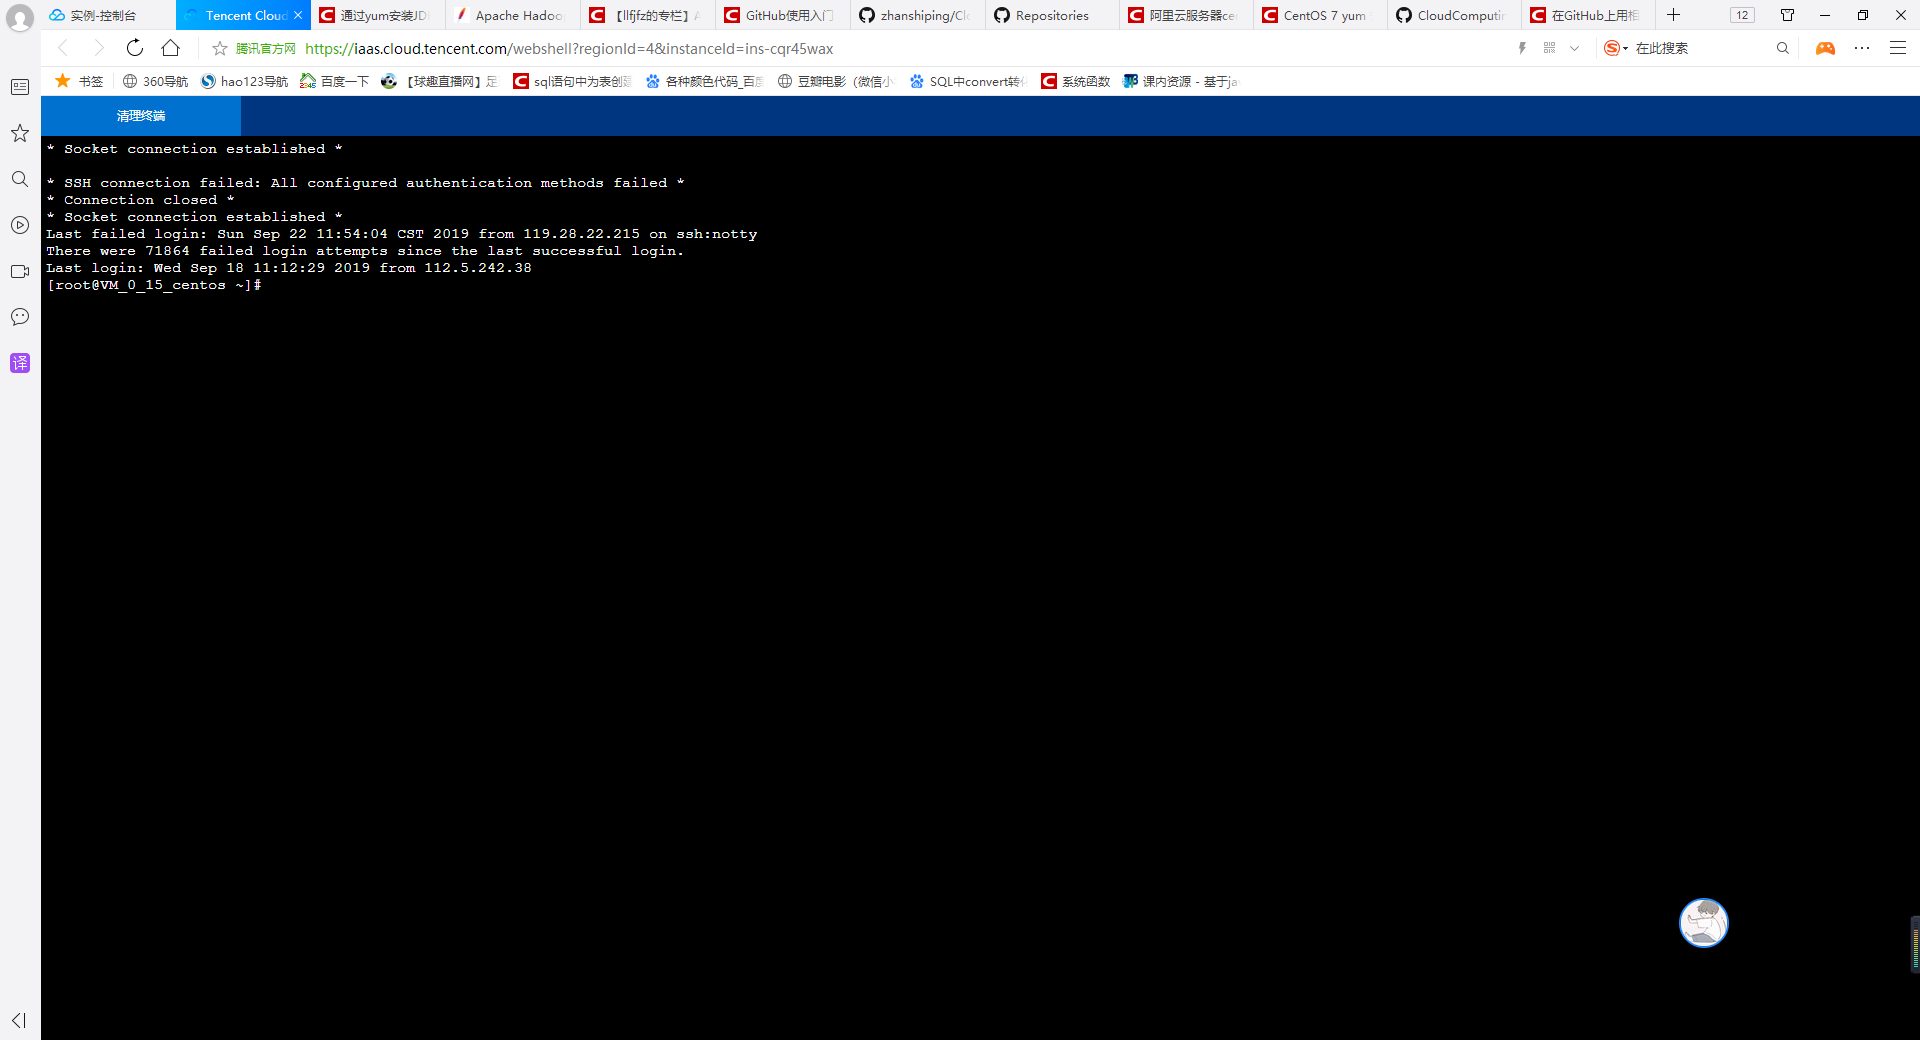 实例-控制台
Tencent Cloud
通过yum安装JD
Apache Hadoo
【llfjfz的专栏】A
GitHub使用入门
zhanshiping/Cl
Repositories
阿里云服务器ce
CentOS 7 yum
CloudComputin
在GitHub上用相
12
腾讯官方网 https://iaas.cloud.tencent.com/webshell?regionId=4&instanceId=ins-cqr45wax
在此搜索
书签
360导航
hao123导航
百度一下
【球趣直播网】足
sql语句中为表创建
各种颜色代码_百度
豆瓣电影（微信小
SQL中convert转化
系统函数
课内资源 - 基于ja
译
清理终端
* Socket connection established *
* SSH connection failed: All configured authentication methods failed *
* Connection closed *
* Socket connection established *
Last failed login: Sun Sep 22 11:54:04 CST 2019 from 119.28.22.215 on ssh:notty
There were 71864 failed login attempts since the last successful login.
Last login: Wed Sep 18 11:12:29 2019 from 112.5.242.38
[root@VM_0_15_centos ~]#